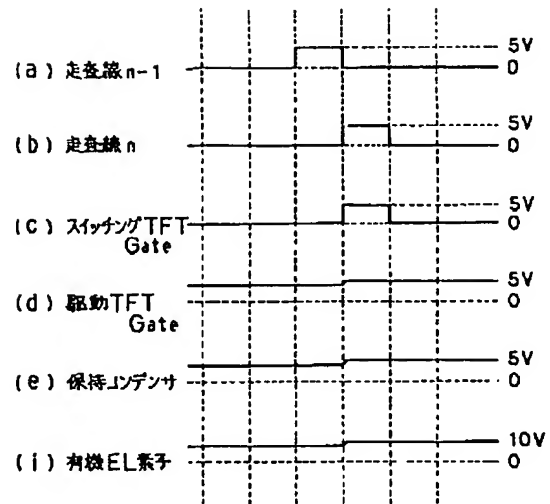 (a) 走査線 n-1
5V
0
(b) 走査線 n
5V
0
(c) スイッチングTFT
Gate
5V
0
(d) 駆動TFT
Gate
5V
0
(e) 保持コンデンサ
5V
0
(i) 有機EL素子
10V
0